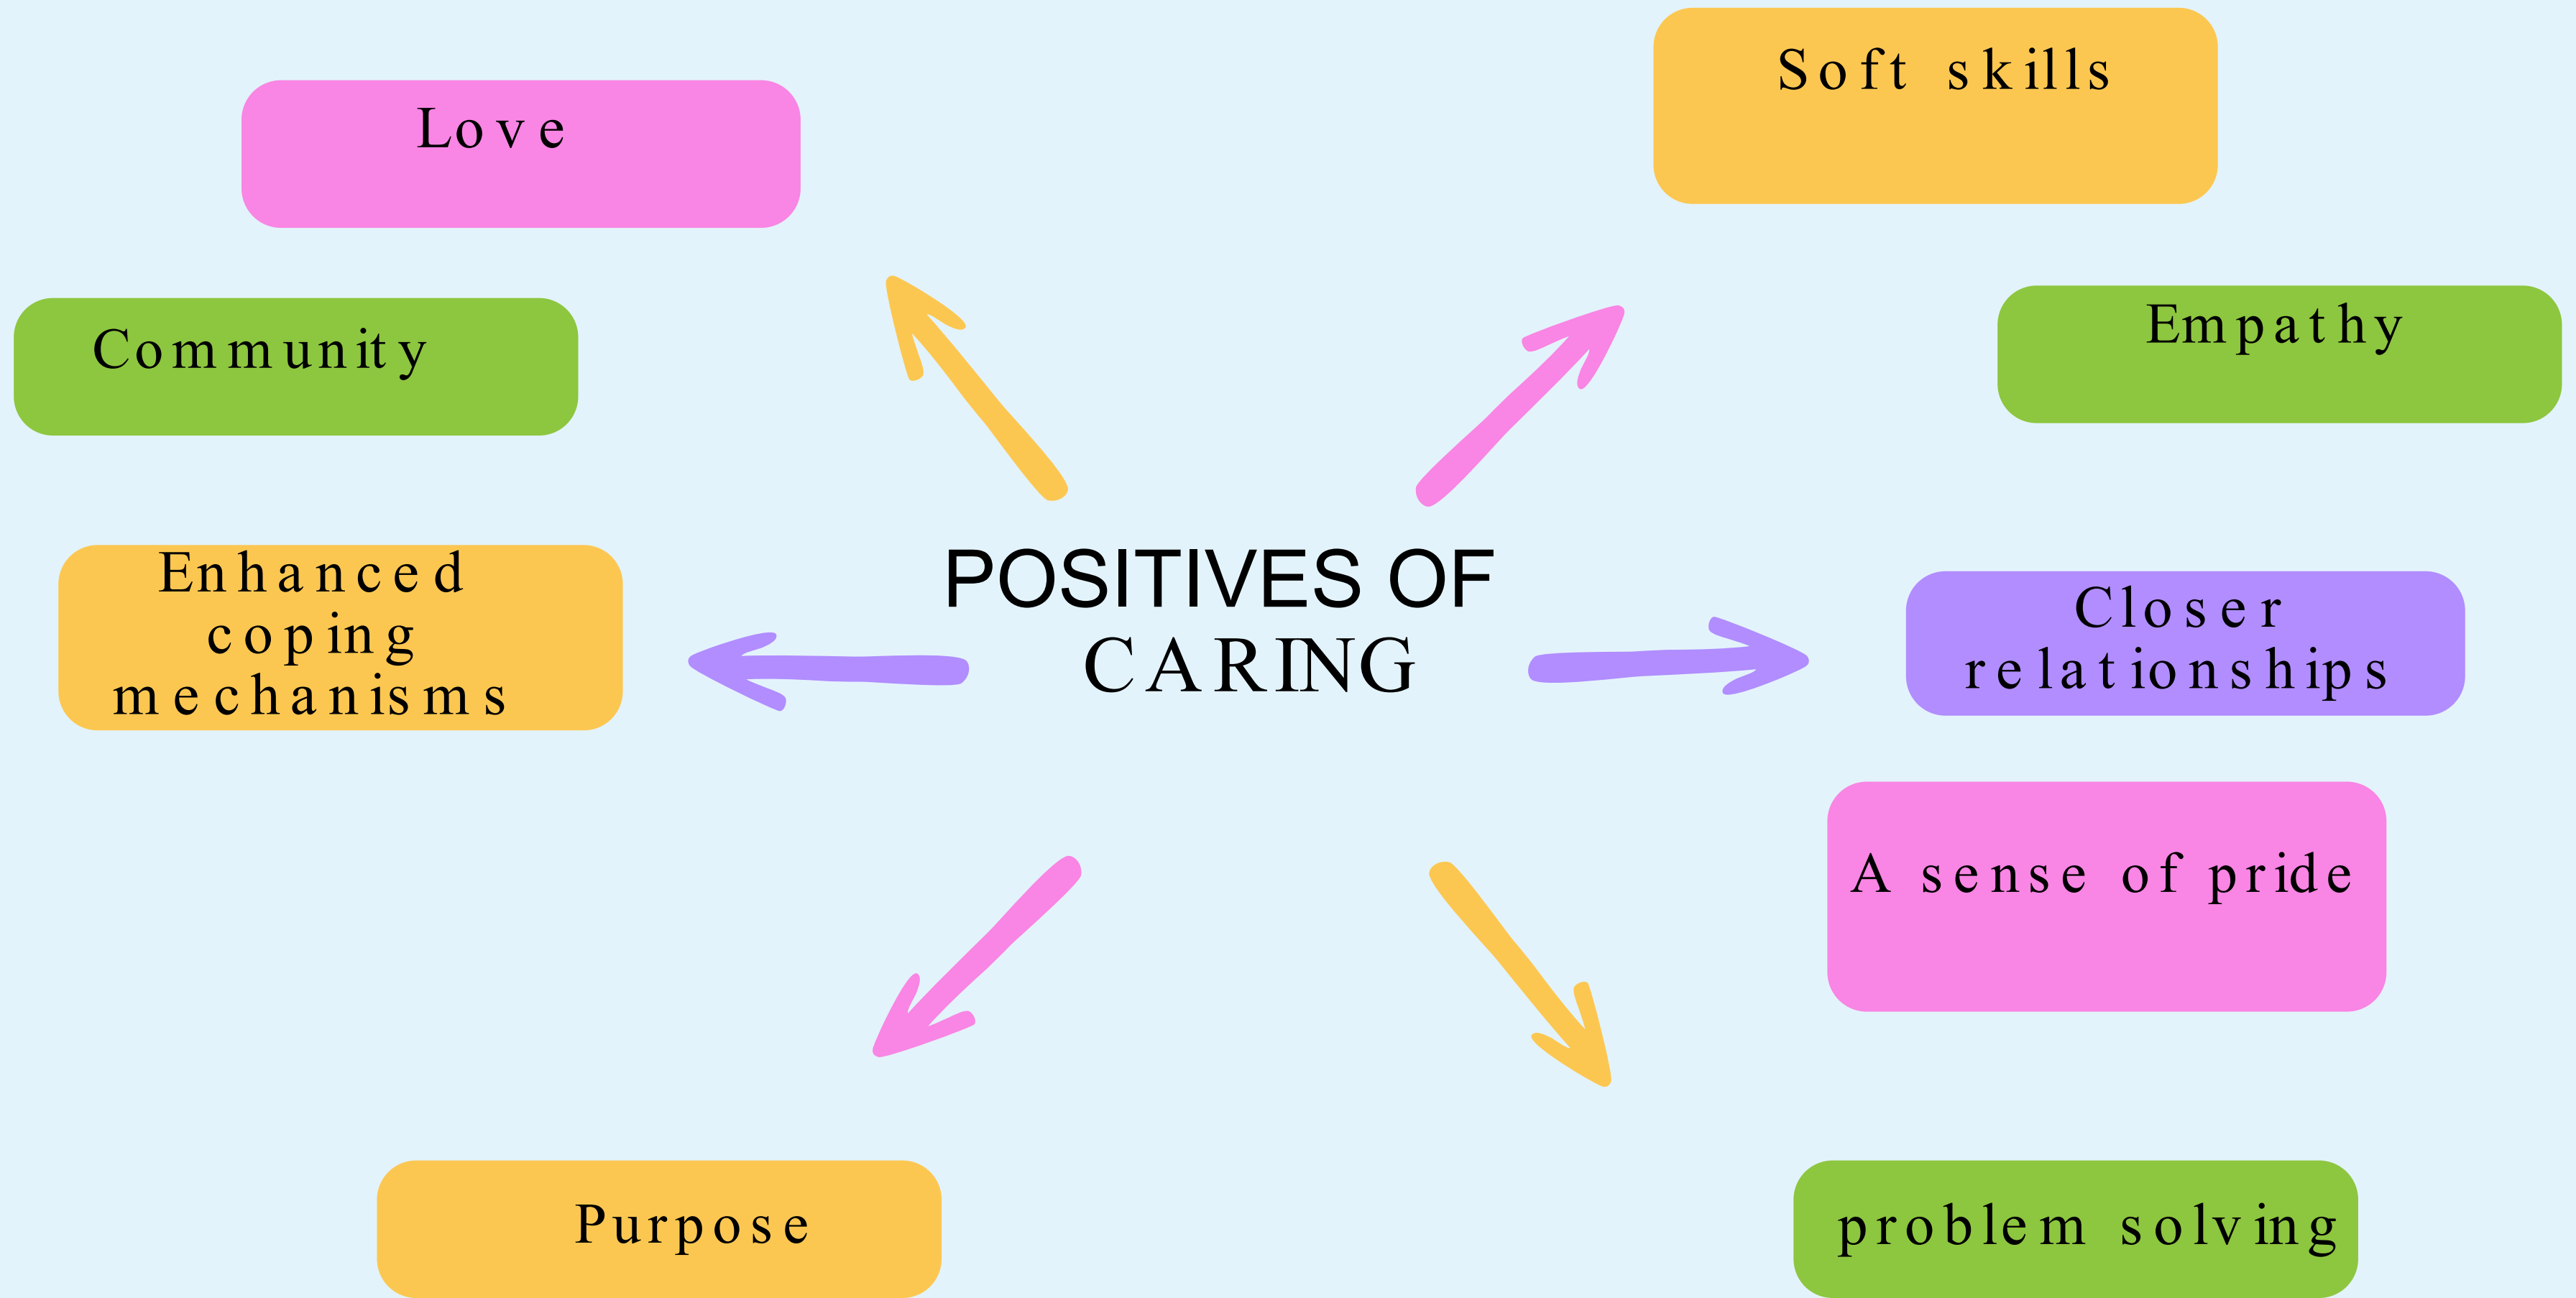 Love
Soft skills
Community
Empathy
Enhanced
coping
mechanisms
POSITIVES OF
CARING
Closer
relationships
A sense of pride
Purpose
problem solving